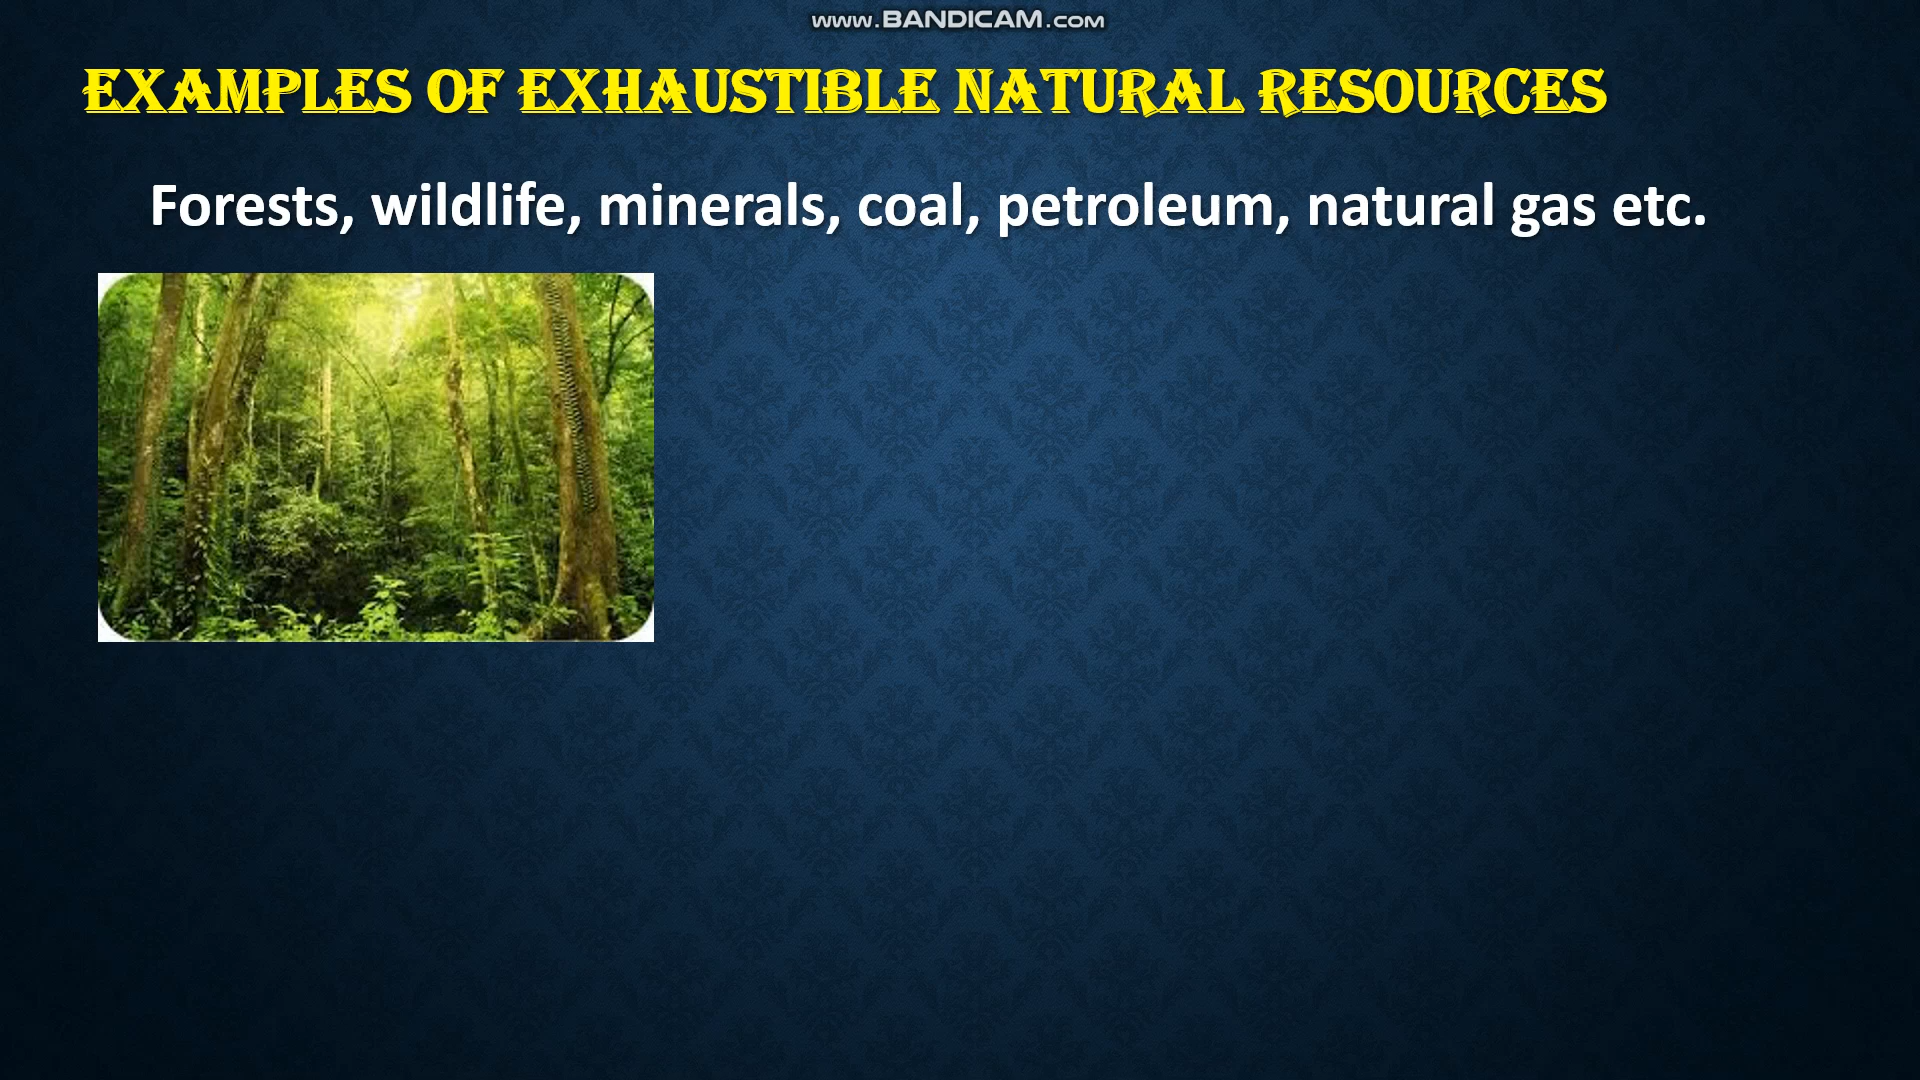 www.BANDICAM.com
EXAMPLES OF EXHAUSTIBLE NATURAL RESOURCES
Forests, wildlife, minerals, coal, petroleum, natural gas etc.